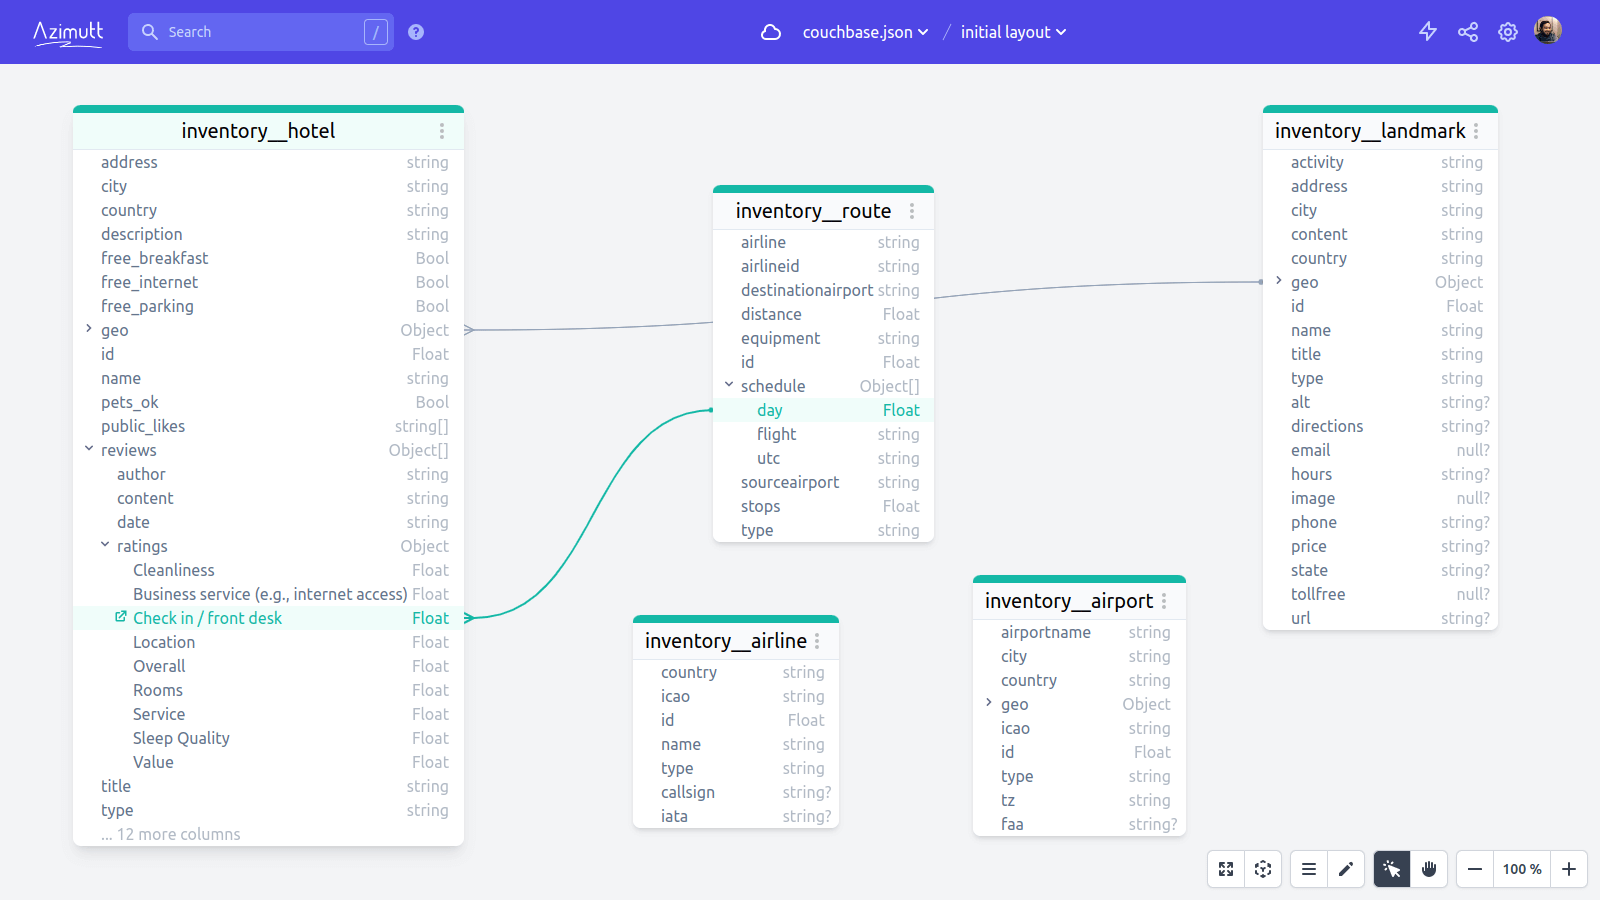 Azimutt
Search
/
?
couchbase.json
/
initial layout
inventory__hotel
address string
city string
country string
description string
free_breakfast Bool
free_internet Bool
free_parking Bool
geo Object
id Float
name string
pets_ok Bool
public_likes string[]
reviews Object[]
author string
content string
date string
ratings Object
Cleanliness Float
Business service (e.g., internet access) Float
Check in / front desk Float
Location Float
Overall Float
Rooms Float
Service Float
Sleep Quality Float
Value Float
title string
type string
... 12 more columns
inventory__route
airline string
airlineid string
destinationairport string
distance Float
equipment string
id Float
schedule Object[]
day Float
flight string
utc string
sourceairport string
stops Float
type string
inventory__airline
country string
icao string
id Float
name string
type string
callsign string?
iata string?
inventory__airport
airportname string
city string
country string
geo Object
icao string
id Float
type string
tz string
faa string?
inventory__landmark
activity string
address string
city string
content string
country string
geo Object
id Float
name string
title string
type string
alt string?
directions string?
email null?
hours string?
image null?
phone string?
price string?
state string?
tollfree null?
url string?
100 %